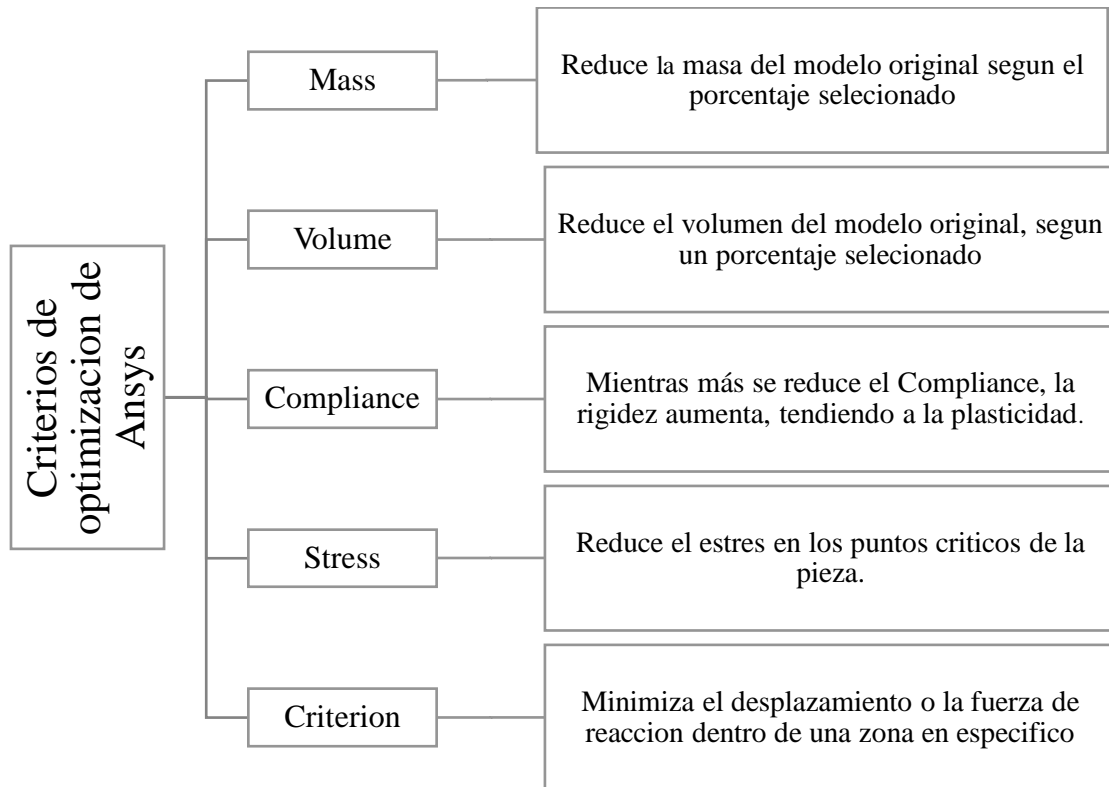 Criterios de
optimizacion de
Ansys
Mass
Reduce la masa del modelo original segun el
porcentaje selecionado
Volume
Reduce el volumen del modelo original, segun
un porcentaje selecionado
Compliance
Mientras más se reduce el Compliance, la
rigidez aumenta, tendiendo a la plasticidad.
Stress
Reduce el estres en los puntos criticos de la
pieza.
Criterion
Minimiza el desplazamiento o la fuerza de
reaccion dentro de una zona en especifico